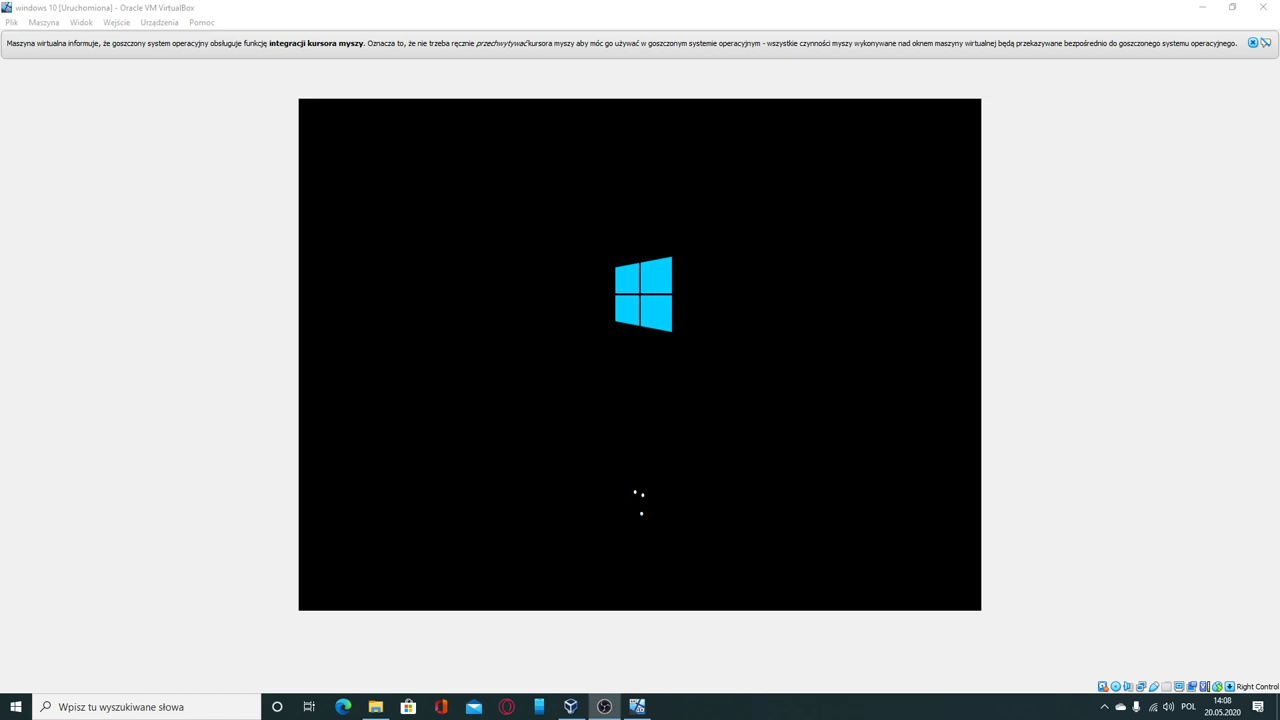 windows 10 [Uruchomiona] - Oracle VM VirtualBox
Plik Maszyna Widok Wejście Urządzenia Pomoc
Maszyna wirtualna informuje, że goszczony system operacyjny obsługuje funkcję integracji kursora myszy. Oznacza to, że nie trzeba ręcznie przechwytywać kursora myszy aby móc go używać w goszczonym systemie operacyjnym - wszystkie czynności myszy wykonywane nad oknem maszyny wirtualnej będą przekazywane bezpośrednio do goszczonego systemu operacyjnego.
Right Control
Wpisz tu wyszukiwane słowa
POL
14:08
20.05.2020